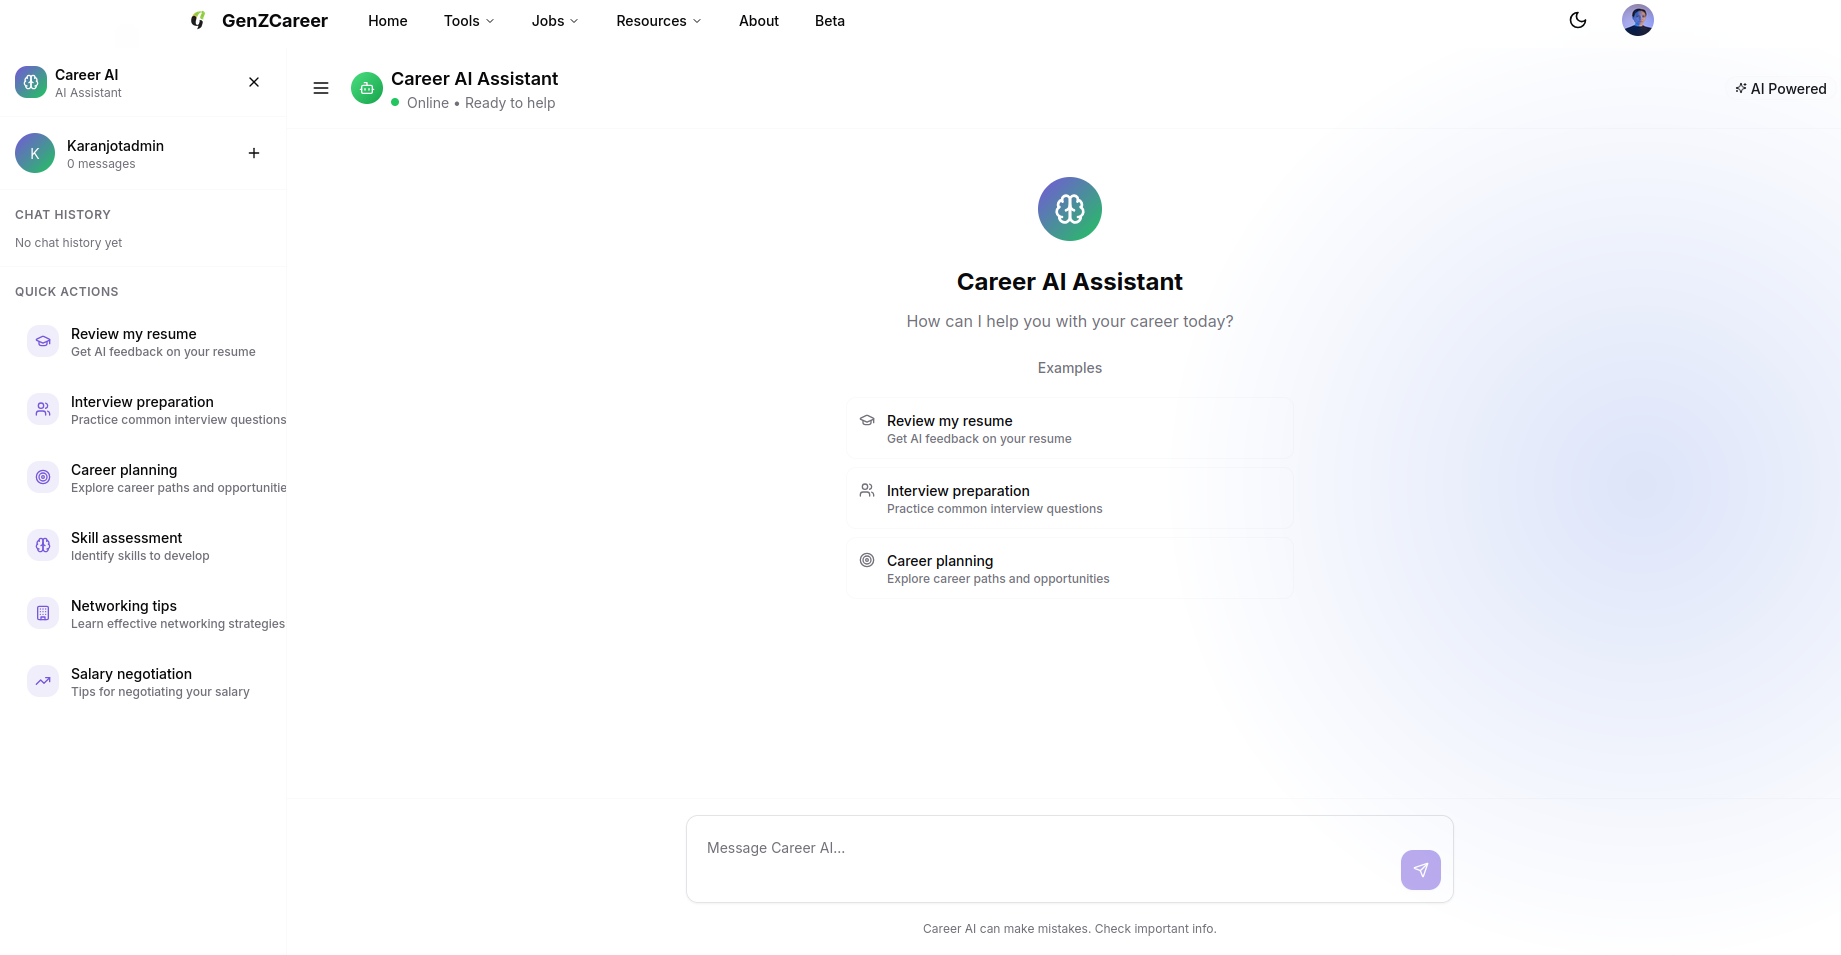 GenZCareer
Home
Tools
Jobs
Resources
About
Beta
Career AI
AI Assistant
K
Karanjotadmin
0 messages
CHAT HISTORY
No chat history yet
QUICK ACTIONS
Review my resume
Get AI feedback on your resume
Interview preparation
Practice common interview questions
Career planning
Explore career paths and opportunitie
Skill assessment
Identify skills to develop
Networking tips
Learn effective networking strategies
Salary negotiation
Tips for negotiating your salary
Career AI Assistant
Online • Ready to help
AI Powered
Career AI Assistant
How can I help you with your career today?
Examples
Review my resume
Get AI feedback on your resume
Interview preparation
Practice common interview questions
Career planning
Explore career paths and opportunities
Message Career AI...
Career AI can make mistakes. Check important info.